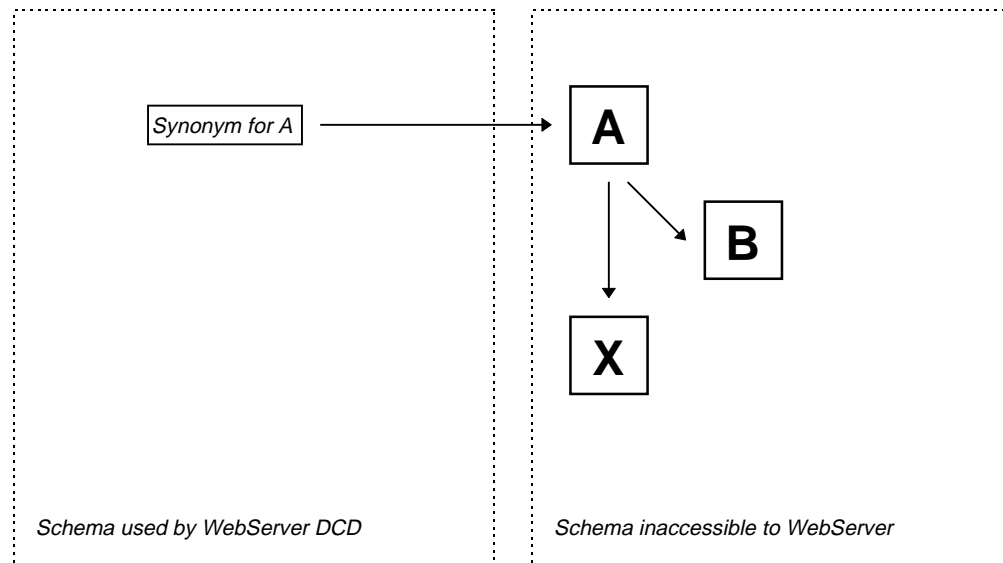 Synonym for A
A
B
X
Schema used by WebServer DCD
Schema inaccessible to WebServer